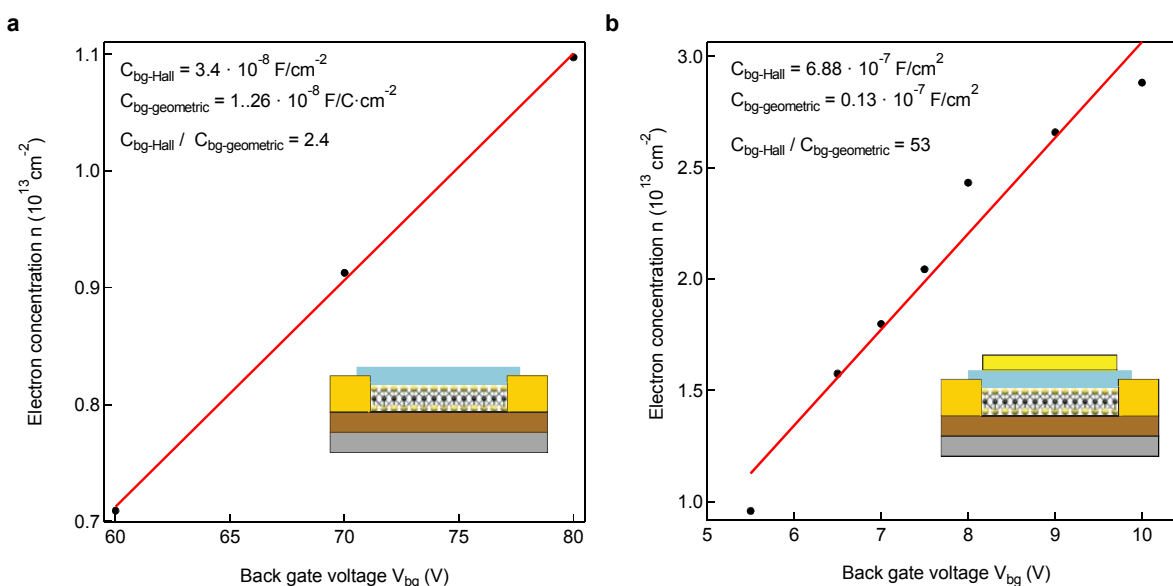 a
C_bg-Hall = 3.4 · 10^-8 F/cm^-2
C_bg-geometric = 1..26 · 10^-8 F/C·cm^-2
C_bg-Hall / C_bg-geometric = 2.4
Electron concentration n (10^13 cm^-2)
1.1
1.0
0.9
0.8
0.7
60
65
70
75
80
Back gate voltage V_bg (V)
b
C_bg-Hall = 6.88 · 10^-7 F/cm^2
C_bg-geometric = 0.13 · 10^-7 F/cm^2
C_bg-Hall / C_bg-geometric = 53
Electron concentration n (10^13 cm^-2)
3.0
2.5
2.0
1.5
1.0
5
6
7
8
9
10
Back gate voltage V_bg (V)